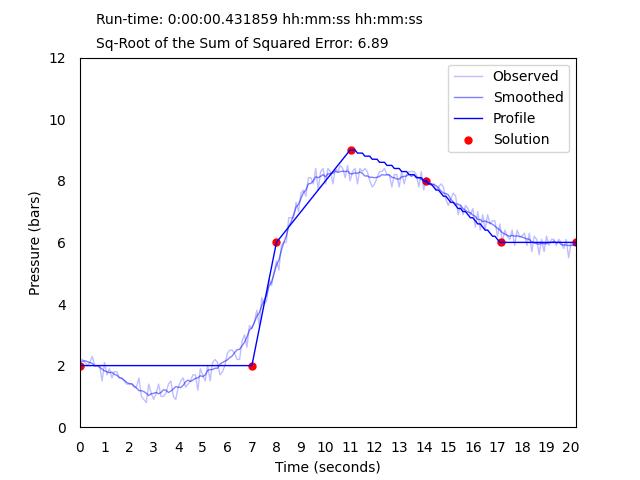 Run-time: 0:00:00.431859 hh:mm:ss hh:mm:ss
Sq-Root of the Sum of Squared Error: 6.89
Observed
Smoothed
Profile
Solution
12
10
8
6
4
2
0
Pressure (bars)
0 1 2 3 4 5 6 7 8 9 10 11 12 13 14 15 16 17 18 19 20
Time (seconds)